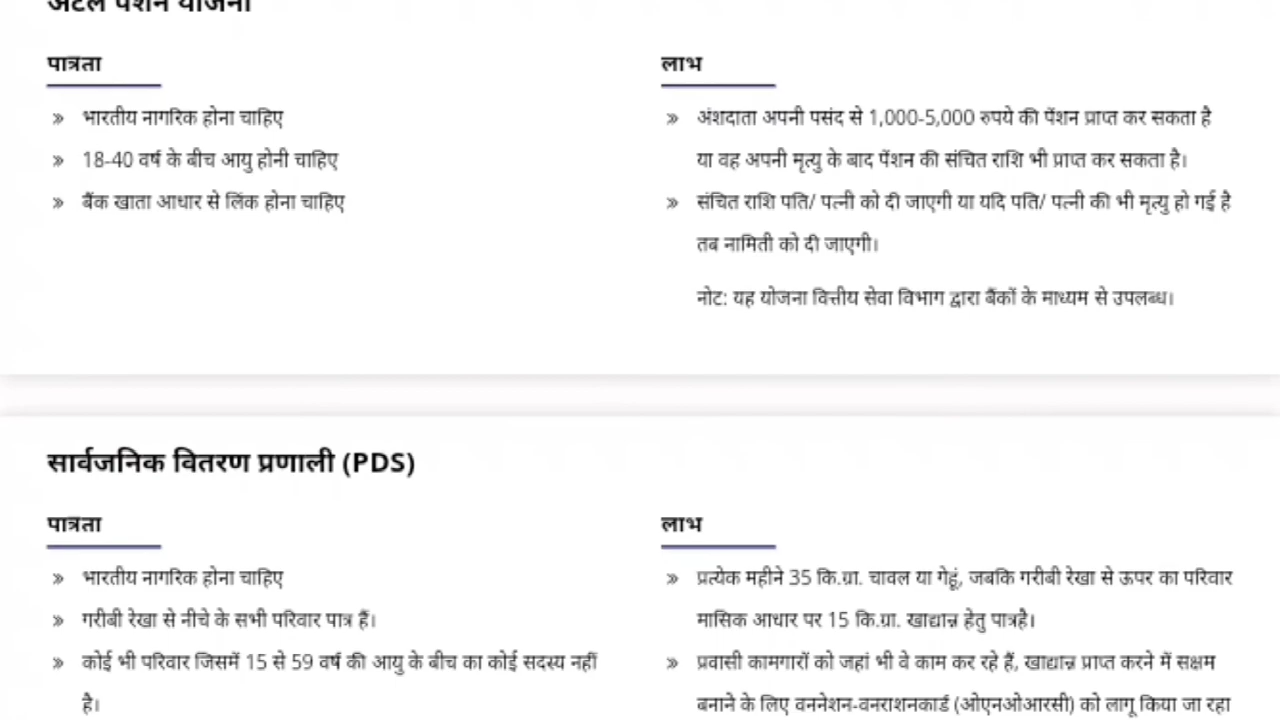 अटल पेंशन योजना
पात्रता
» भारतीय नागरिक होना चाहिए
» 18-40 वर्ष के बीच आयु होनी चाहिए
» बैंक खाता आधार से लिंक होना चाहिए
लाभ
» अंशदाता अपनी पसंद से 1,000-5,000 रुपये की पेंशन प्राप्त कर सकता है
या वह अपनी मृत्यु के बाद पेंशन की संचित राशि भी प्राप्त कर सकता है।
» संचित राशि पति/ पत्नी को दी जाएगी या यदि पति/ पत्नी की भी मृत्यु हो गई है
तब नामिती को दी जाएगी।
नोट: यह योजना वित्तीय सेवा विभाग द्वारा बैंकों के माध्यम से उपलब्ध।
सार्वजनिक वितरण प्रणाली (PDS)
पात्रता
» भारतीय नागरिक होना चाहिए
» गरीबी रेखा से नीचे के सभी परिवार पात्र हैं।
» कोई भी परिवार जिसमें 15 से 59 वर्ष की आयु के बीच का कोई सदस्य नहीं
है।
लाभ
» प्रत्येक महीने 35 कि.ग्रा. चावल या गेहूं, जबकि गरीबी रेखा से ऊपर का परिवार
मासिक आधार पर 15 कि.ग्रा. खाद्यान्न हेतु पात्रहै।
» प्रवासी कामगारों को जहां भी वे काम कर रहे हैं, खाद्यान्न प्राप्त करने में सक्षम
बनाने के लिए वननेशन-वनराशनकार्ड (ओएनओआरसी) को लागू किया जा रहा